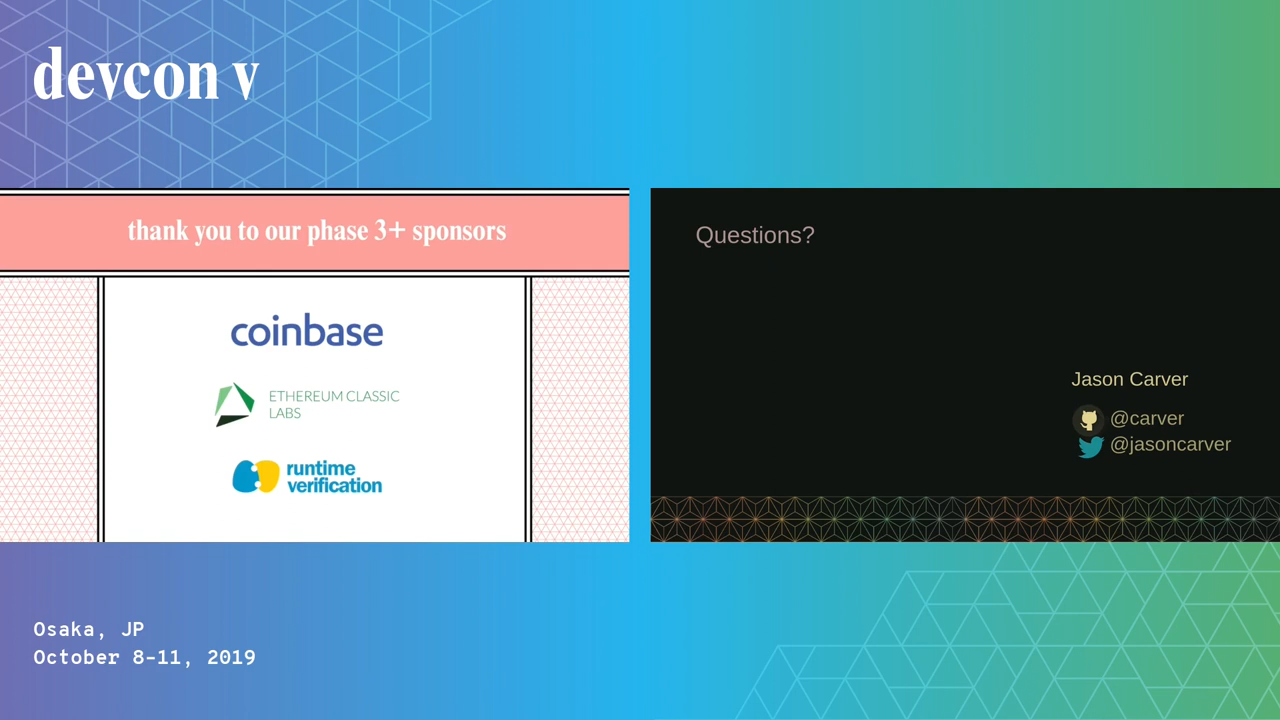 devcon v
thank you to our phase 3+ sponsors
coinbase
ETHEREUM CLASSIC
LABS
runtime
verification
Questions?
Jason Carver
@carver
@jasoncarver
Osaka, JP
October 8-11, 2019